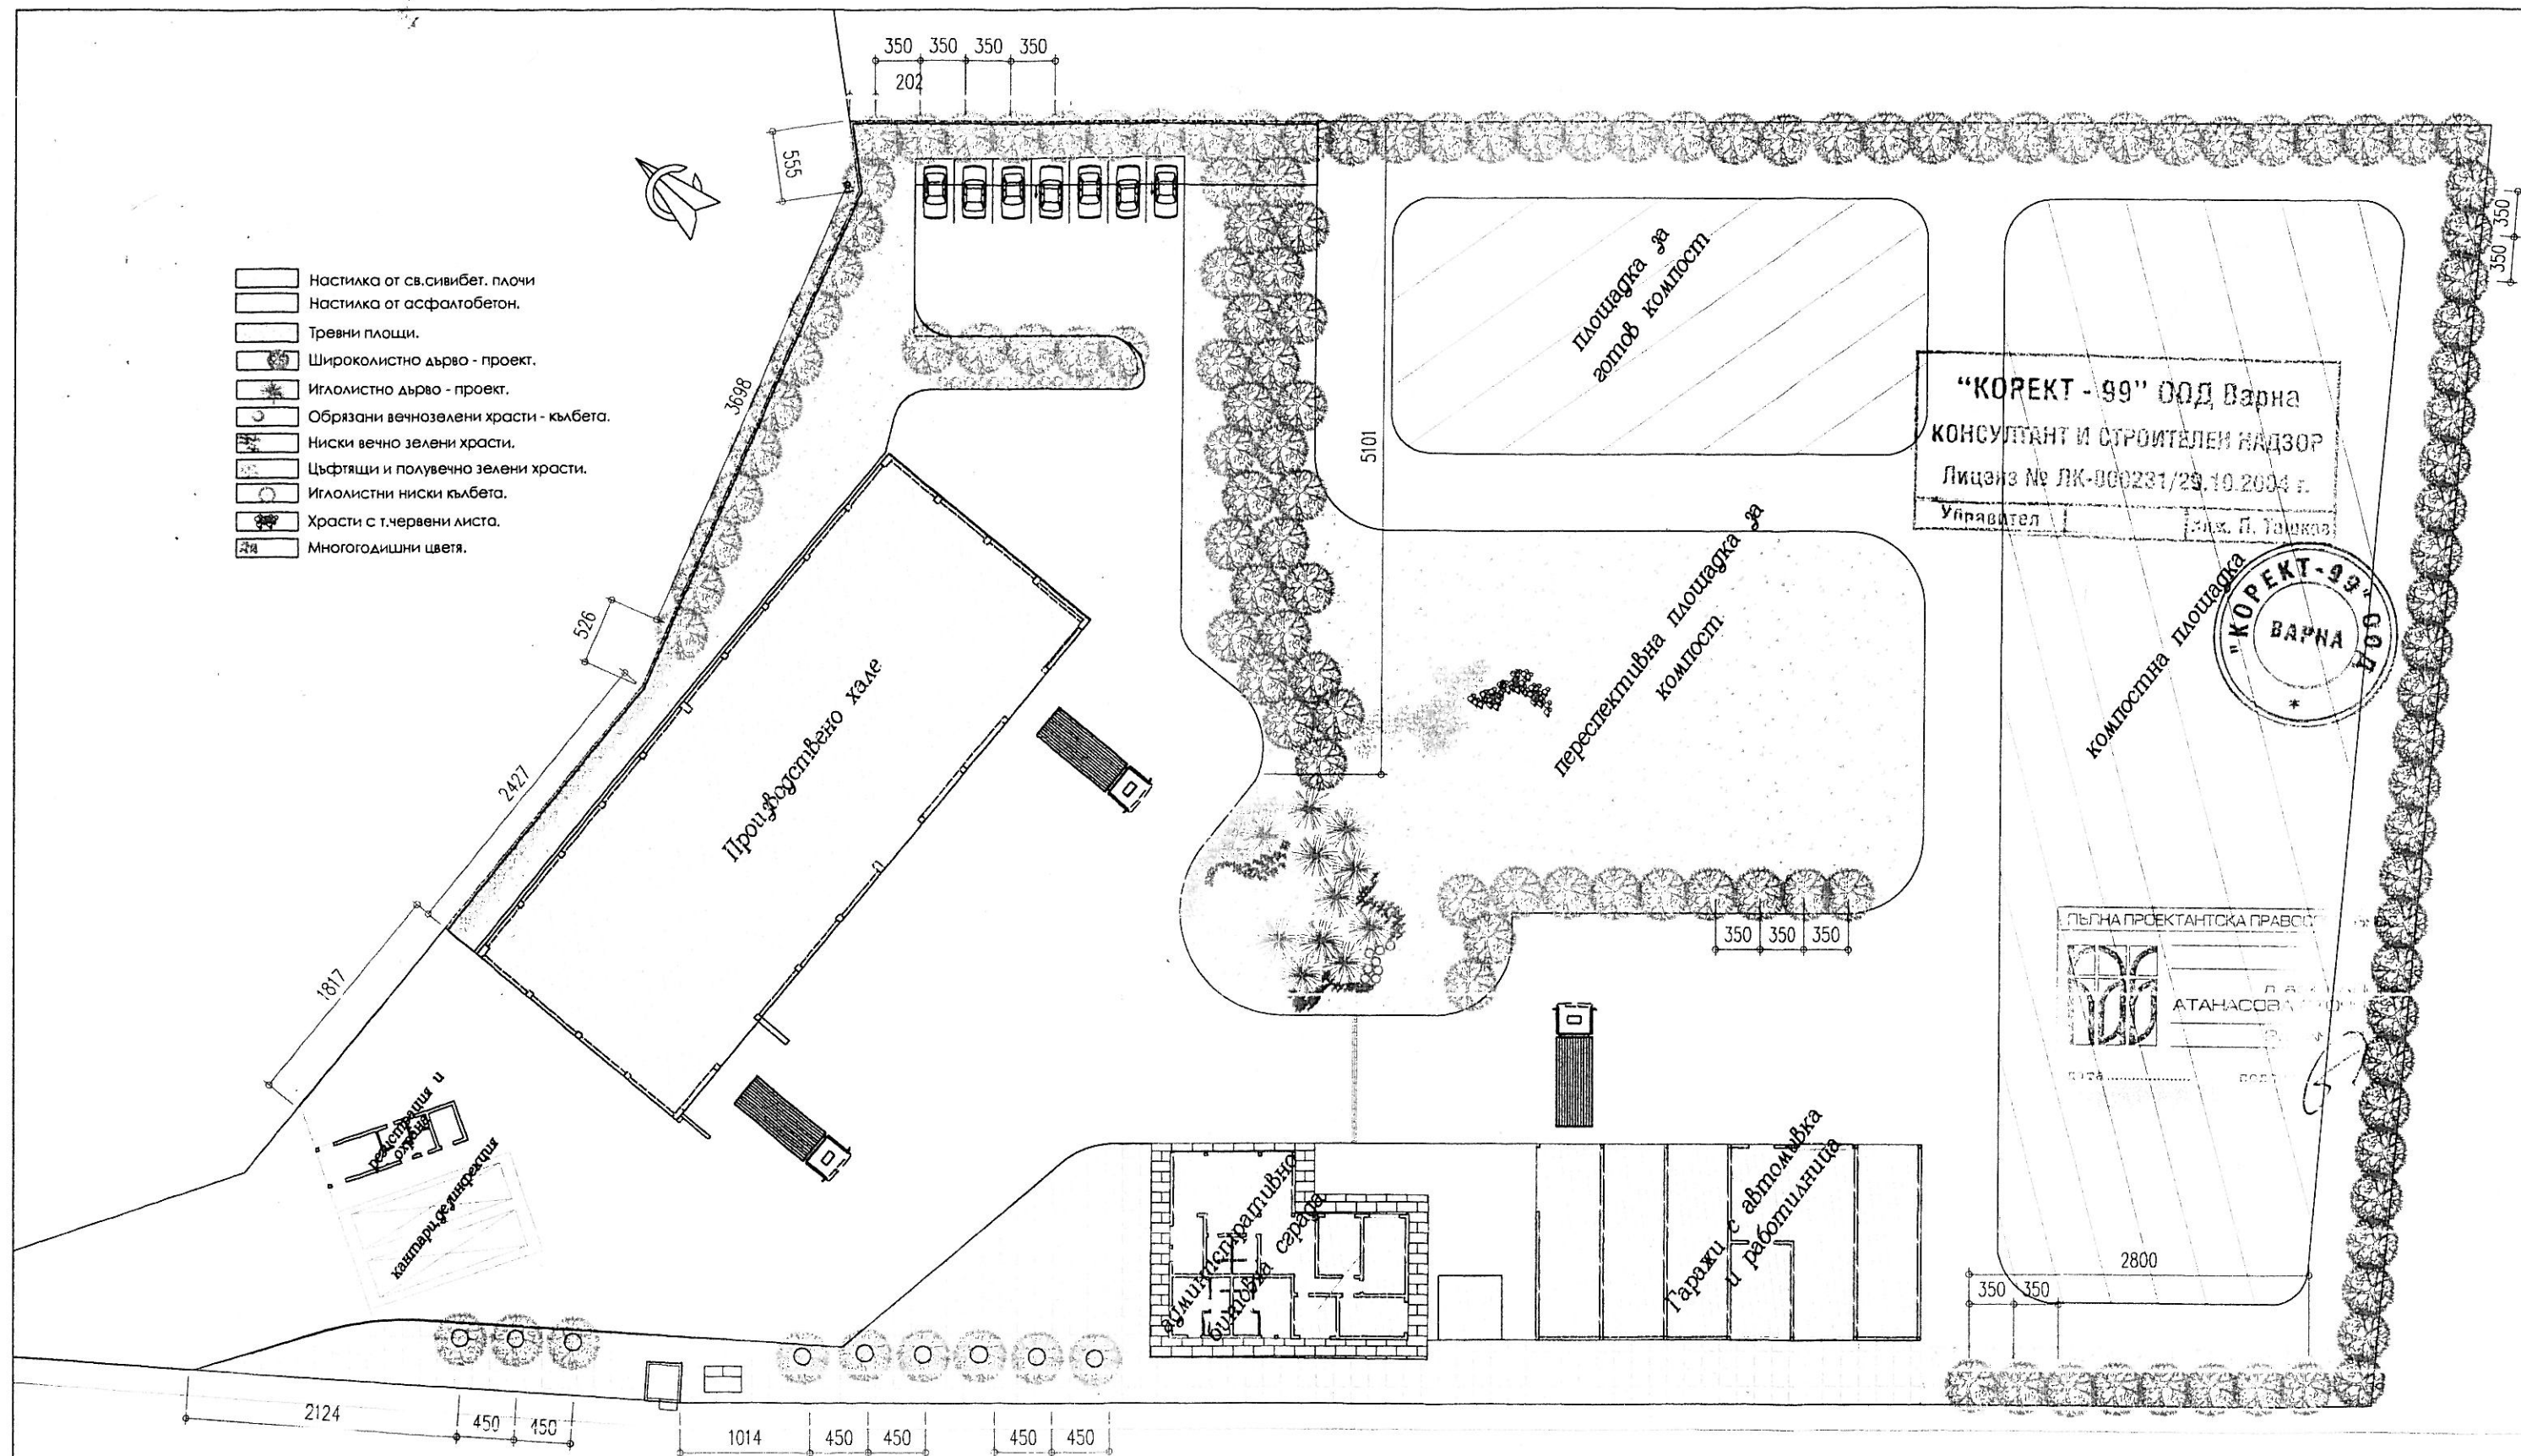 350 350 350 350
202
555
350
350
Настилка от св.сивибет. плочи
Настилка от асфалтобетон.
Тревни площи.
Широколистно дърво - проект.
Иглолистно дърво - проект.
Обрязани вечнозелени храсти - кълбета.
Ниски вечно зелени храсти.
Цъфтящи и полувечно зелени храсти.
Иглолистни ниски кълбета.
Храсти с т.червени листа.
Многогодишни цветя.
3698
526
2427
1817
5101
площадка за
готов компост
"КОРЕКТ - 99" ООД Варна
КОНСУЛТАНТ И СТРОИТЕЛЕН НАДЗОР
Лиценз № ЛК-000231/29.10.2004 г.
Управител
инж. П. Ташков
"КОРЕКТ-99" ООД
ВАРНА
*
компостна площадка
перспективна площадка за
компост
Производствено хале
350 350 350
ПЪЛНА ПРОЕКТАНТСКА
АТАНАСОВА
регистрация и
охрана
кантари,дезинфекция
административно
битова сграда
Гаражи с автомивка
и работилница
2800
350 350
2124
450 450
1014
450 450
450 450